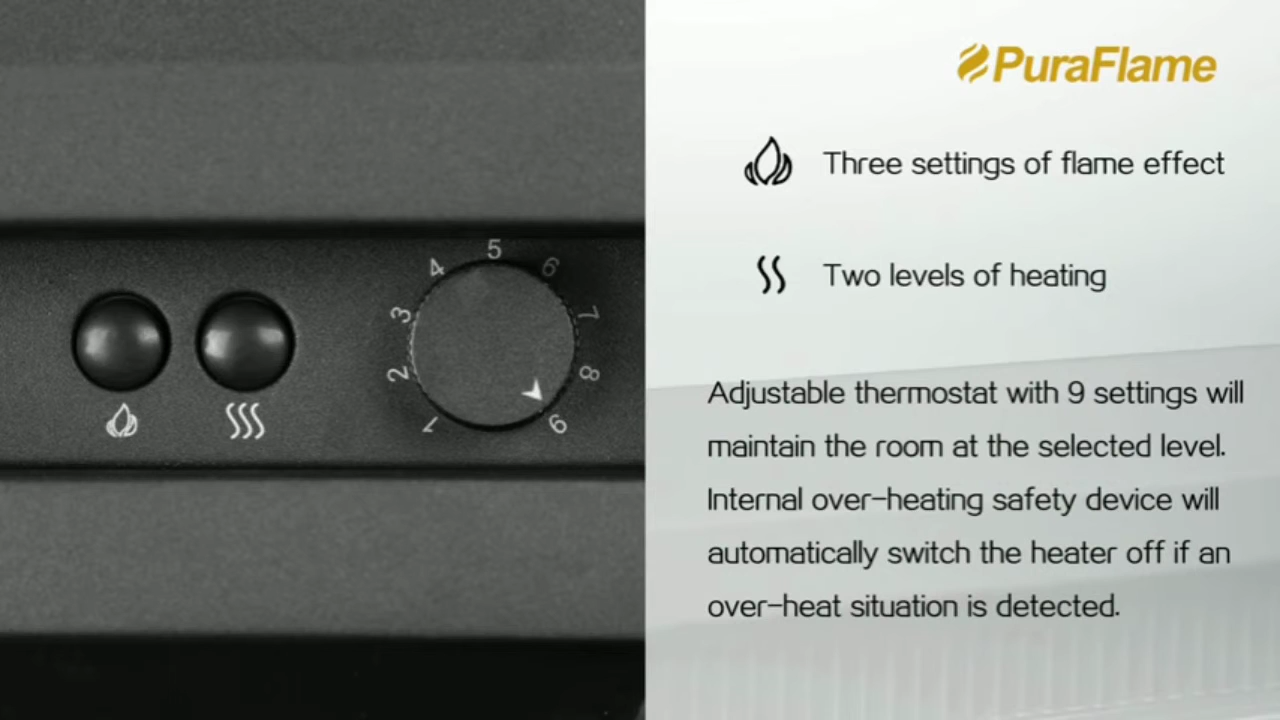 PuraFlame
Three settings of flame effect
Two levels of heating
Adjustable thermostat with 9 settings will
maintain the room at the selected level.
Internal over-heating safety device will
automatically switch the heater off if an
over-heat situation is detected.
1
2
3
4
5
6
7
8
9